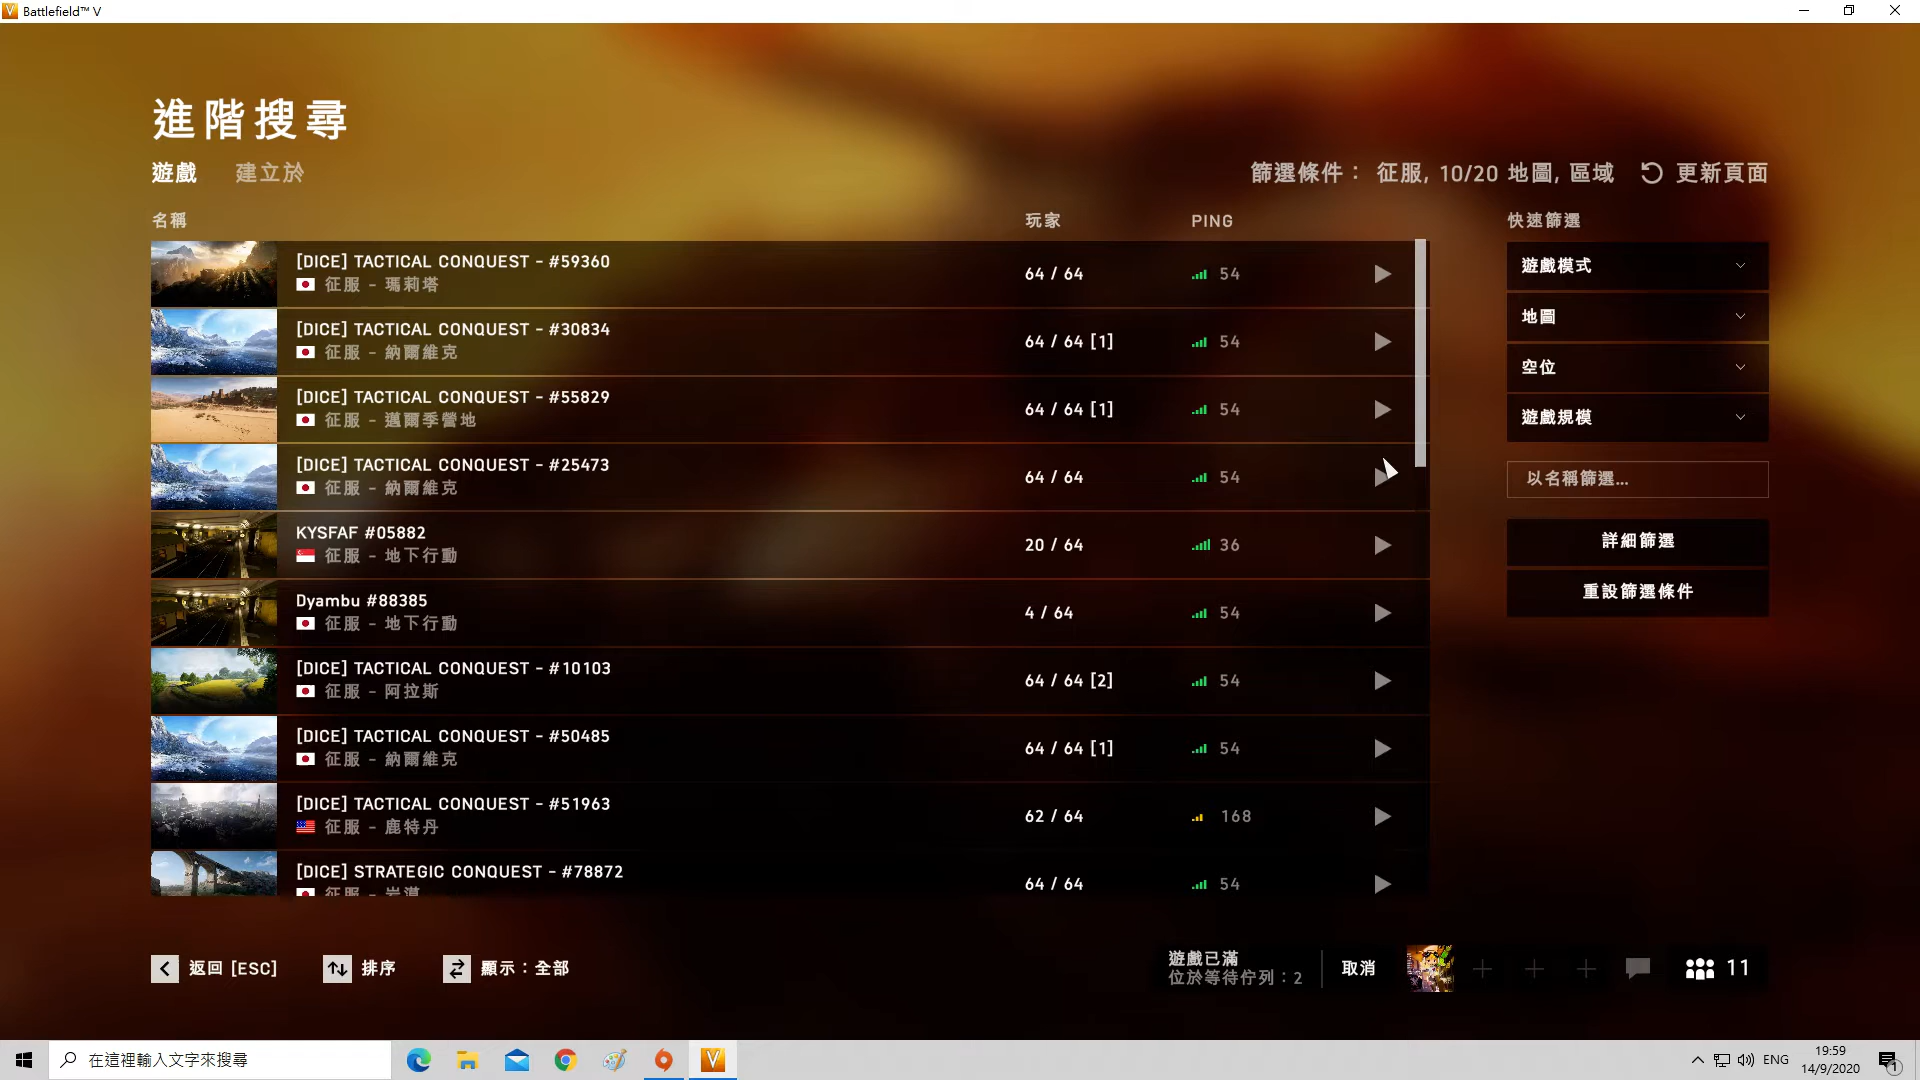 Battlefield™ V
進階搜尋
遊戲 建立於
篩選條件： 征服, 10/20 地圖, 區域 更新頁面
名稱 玩家 PING 快速篩選
[DICE] TACTICAL CONQUEST - #59360
征服 - 瑪莉塔
64 / 64 54
[DICE] TACTICAL CONQUEST - #30834
征服 - 納爾維克
64 / 64 [1] 54
[DICE] TACTICAL CONQUEST - #55829
征服 - 邁爾季營地
64 / 64 [1] 54
[DICE] TACTICAL CONQUEST - #25473
征服 - 納爾維克
64 / 64 54
KYSFAF #05882
征服 - 地下行動
20 / 64 36
Dyambu #88385
征服 - 地下行動
4 / 64 54
[DICE] TACTICAL CONQUEST - #10103
征服 - 阿拉斯
64 / 64 [2] 54
[DICE] TACTICAL CONQUEST - #50485
征服 - 納爾維克
64 / 64 [1] 54
[DICE] TACTICAL CONQUEST - #51963
征服 - 鹿特丹
62 / 64 168
[DICE] STRATEGIC CONQUEST - #78872
征服 -
64 / 64 54
遊戲模式
地圖
空位
遊戲規模
以名稱篩選...
詳細篩選
重設篩選條件
返回 [ESC] 排序 顯示：全部
遊戲已滿
位於等待佇列：2
取消
11
在這裡輸入文字來搜尋
ENG
19:59
14/9/2020
1